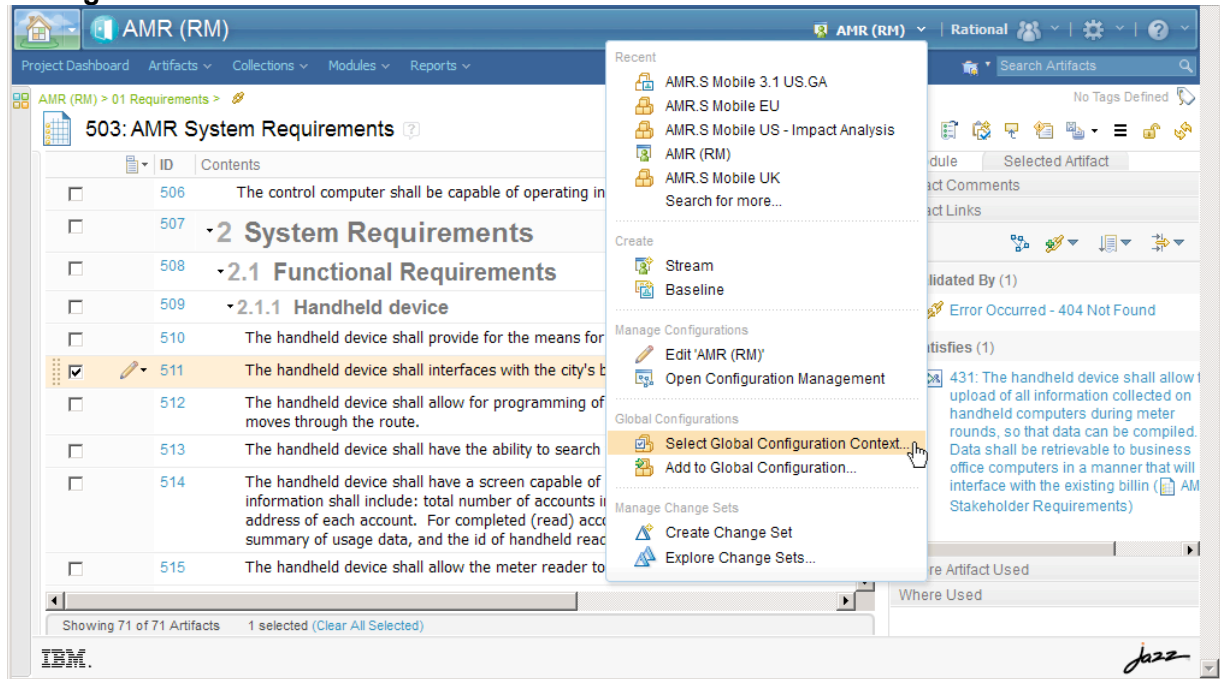 AMR (RM)
AMR (RM)
Rational
Project Dashboard Artifacts Collections Modules Reports
Search Artifacts
AMR (RM) > 01 Requirements >
No Tags Defined
503: AMR System Requirements
ID Contents
506 The control computer shall be capable of operating in
507 2 System Requirements
508 2.1 Functional Requirements
509 2.1.1 Handheld device
510 The handheld device shall provide for the means for
511 The handheld device shall interfaces with the city's b
512 The handheld device shall allow for programming of
moves through the route.
513 The handheld device shall have the ability to search
514 The handheld device shall have a screen capable of
information shall include: total number of accounts i
address of each account. For completed (read) acc
summary of usage data, and the id of handheld reac
515 The handheld device shall allow the meter reader to
Showing 71 of 71 Artifacts 1 selected (Clear All Selected)
Recent
AMR.S Mobile 3.1 US.GA
AMR.S Mobile EU
AMR.S Mobile US - Impact Analysis
AMR (RM)
AMR.S Mobile UK
Search for more...
Create
Stream
Baseline
Manage Configurations
Edit 'AMR (RM)'
Open Configuration Management
Global Configurations
Select Global Configuration Context...
Add to Global Configuration...
Manage Change Sets
Create Change Set
Explore Change Sets...
dule Selected Artifact
act Comments
act Links
lidated By (1)
Error Occurred - 404 Not Found
tisfies (1)
431: The handheld device shall allow f
upload of all information collected on
handheld computers during meter
rounds, so that data can be compiled.
Data shall be retrievable to business
office computers in a manner that will
interface with the existing billin ( AM
Stakeholder Requirements)
re Artifact Used
Where Used
IBM.
jazz